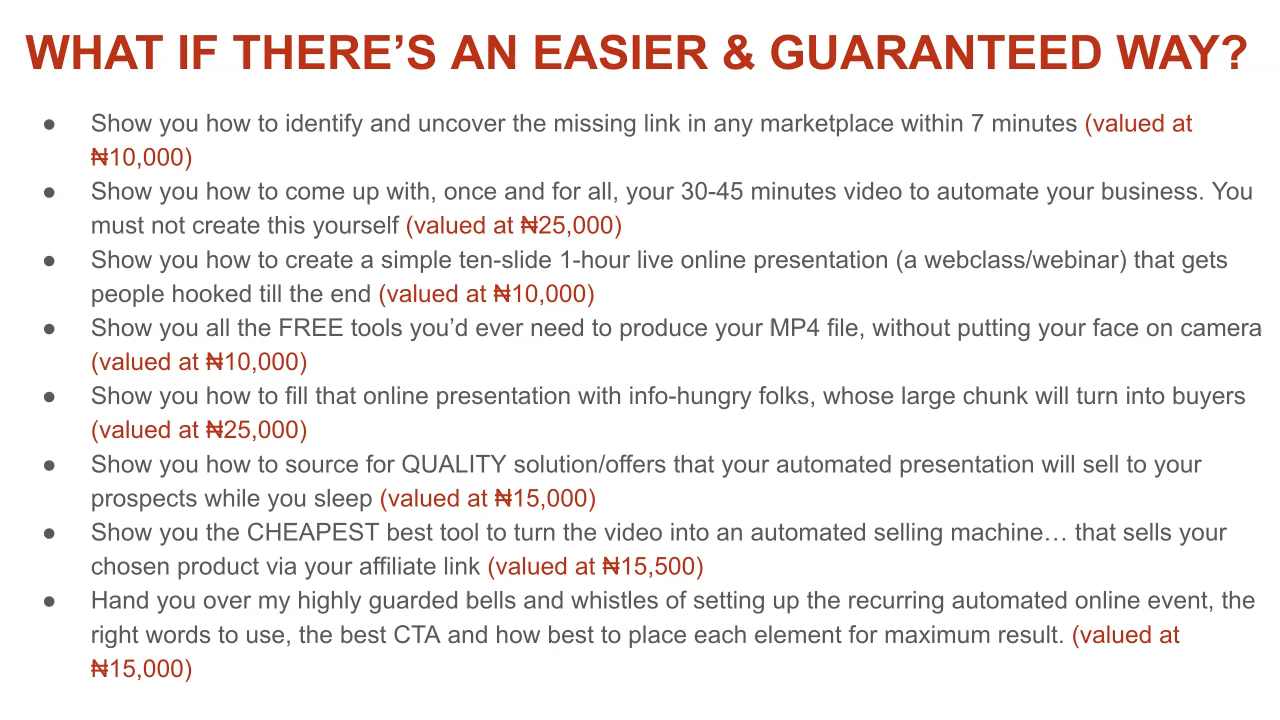 WHAT IF THERE’S AN EASIER & GUARANTEED WAY?
● Show you how to identify and uncover the missing link in any marketplace within 7 minutes (valued at
₦10,000)
● Show you how to come up with, once and for all, your 30-45 minutes video to automate your business. You
must not create this yourself (valued at ₦25,000)
● Show you how to create a simple ten-slide 1-hour live online presentation (a webclass/webinar) that gets
people hooked till the end (valued at ₦10,000)
● Show you all the FREE tools you’d ever need to produce your MP4 file, without putting your face on camera
(valued at ₦10,000)
● Show you how to fill that online presentation with info-hungry folks, whose large chunk will turn into buyers
(valued at ₦25,000)
● Show you how to source for QUALITY solution/offers that your automated presentation will sell to your
prospects while you sleep (valued at ₦15,000)
● Show you the CHEAPEST best tool to turn the video into an automated selling machine… that sells your
chosen product via your affiliate link (valued at ₦15,500)
● Hand you over my highly guarded bells and whistles of setting up the recurring automated online event, the
right words to use, the best CTA and how best to place each element for maximum result. (valued at
₦15,000)